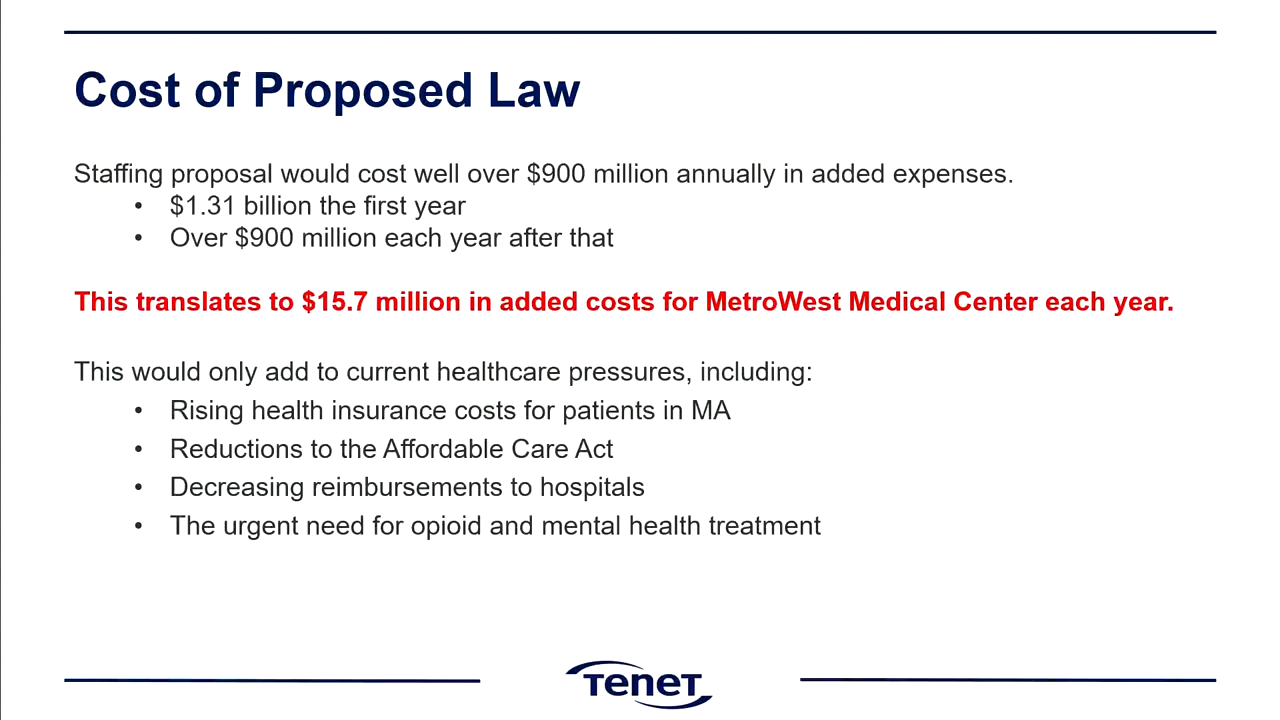 Cost of Proposed Law
Staffing proposal would cost well over $900 million annually in added expenses.
• $1.31 billion the first year
• Over $900 million each year after that
This translates to $15.7 million in added costs for MetroWest Medical Center each year.
This would only add to current healthcare pressures, including:
• Rising health insurance costs for patients in MA
• Reductions to the Affordable Care Act
• Decreasing reimbursements to hospitals
• The urgent need for opioid and mental health treatment
Tenet